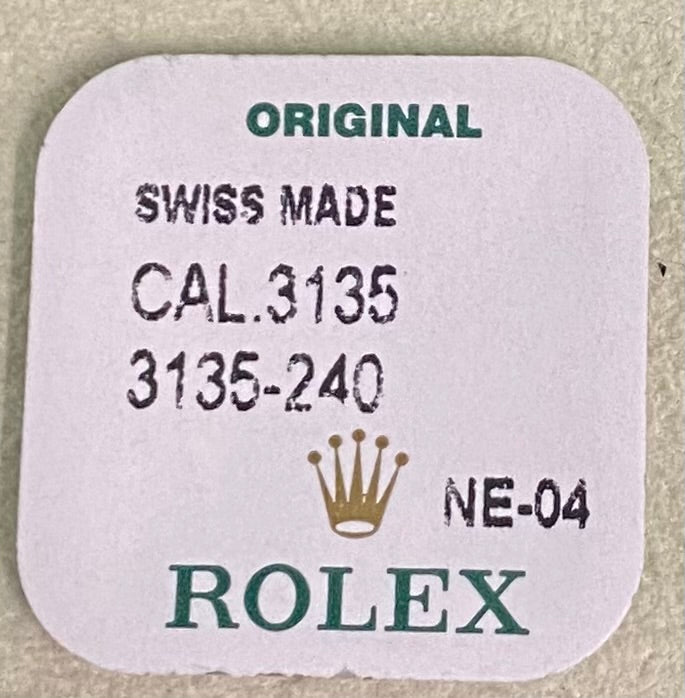 ORIGINAL
SWISS MADE
CAL.3135
3135-240
NE-04
ROLEX